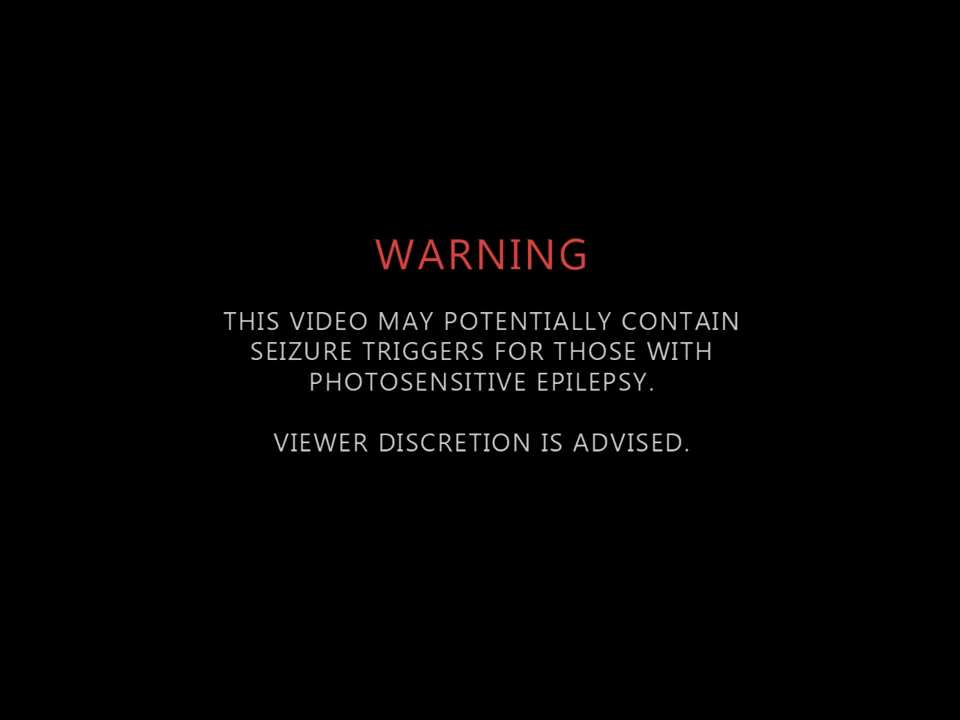 WARNING
THIS VIDEO MAY POTENTIALLY CONTAIN
SEIZURE TRIGGERS FOR THOSE WITH
PHOTOSENSITIVE EPILEPSY.
VIEWER DISCRETION IS ADVISED.